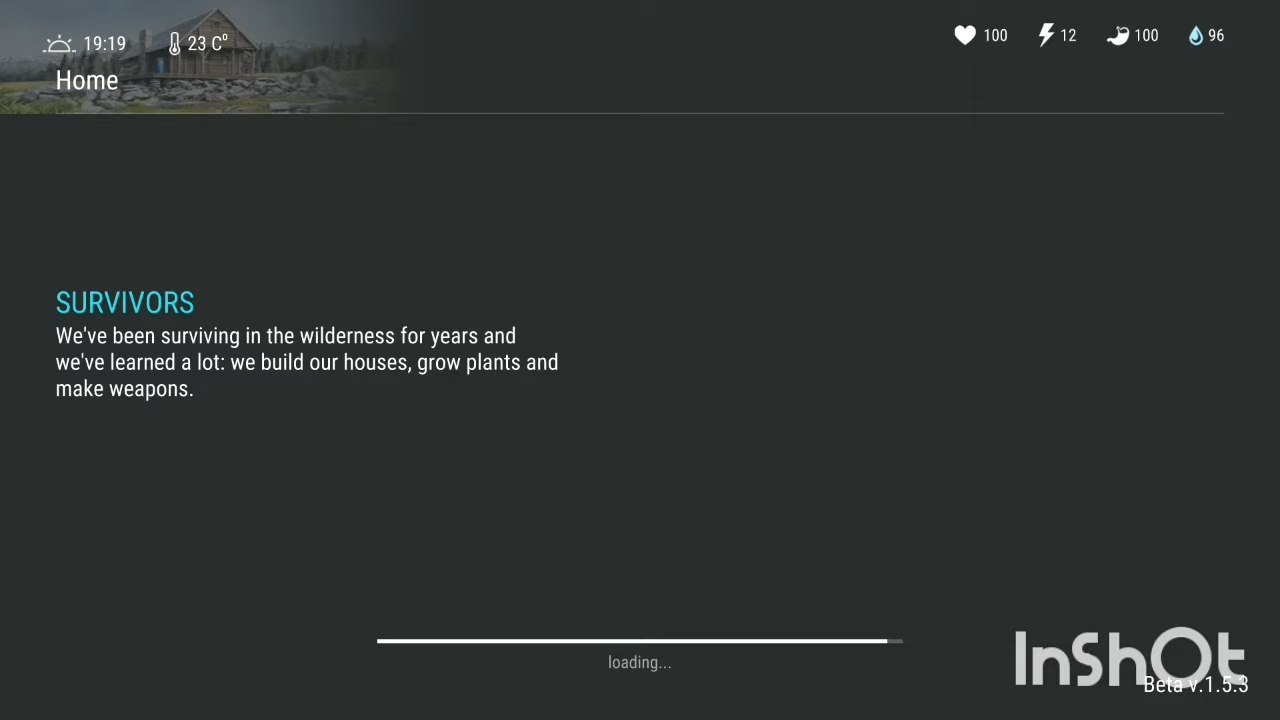 19:19 23 C°
100 12 100 96
Home
SURVIVORS
We've been surviving in the wilderness for years and
we've learned a lot: we build our houses, grow plants and
make weapons.
loading...
InShOt
Beta v.1.5.3